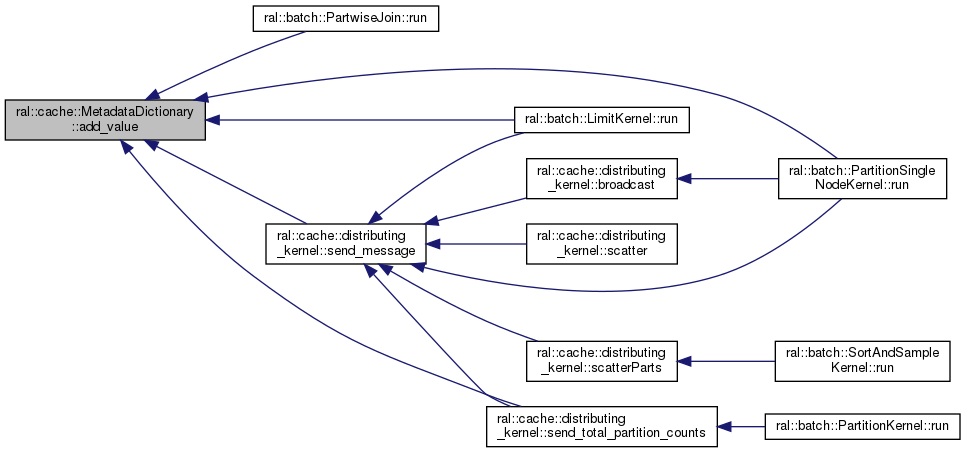 ral::batch::PartwiseJoin::run
ral::cache::MetadataDictionary
::add_value
ral::batch::LimitKernel::run
ral::cache::distributing
_kernel::broadcast
ral::batch::PartitionSingle
NodeKernel::run
ral::cache::distributing
_kernel::send_message
ral::cache::distributing
_kernel::scatter
ral::cache::distributing
_kernel::scatterParts
ral::batch::SortAndSample
Kernel::run
ral::cache::distributing
_kernel::send_total_partition_counts
ral::batch::PartitionKernel::run